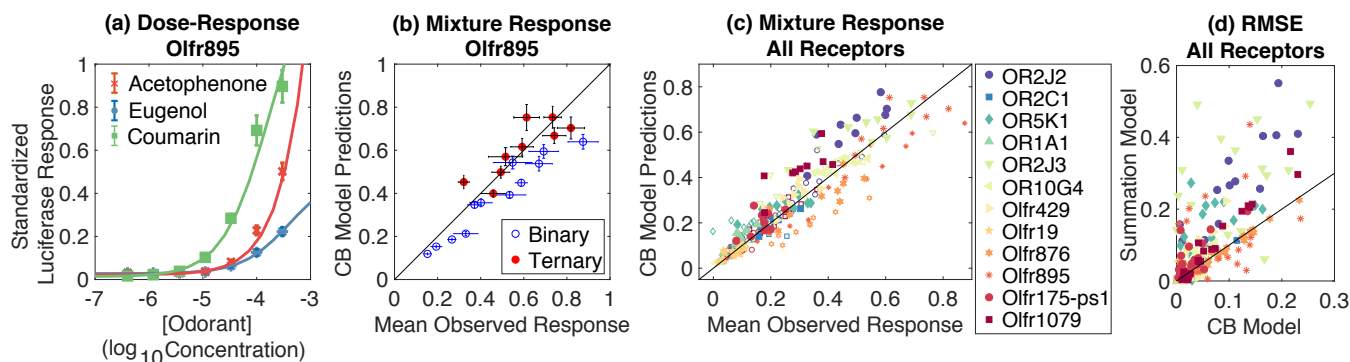 (a) Dose-Response
Olfr895
Standardized
Luciferase Response
1
0.8
0.6
0.4
0.2
0
Acetophenone
Eugenol
Coumarin
-7
-6
-5
-4
-3
[Odorant]
(log10Concentration)
(b) Mixture Response
Olfr895
CB Model Predictions
1
0.8
0.6
0.4
0.2
0
Binary
Ternary
0
0.2
0.4
0.6
0.8
1
Mean Observed Response
(c) Mixture Response
All Receptors
CB Model Predictions
0.8
0.6
0.4
0.2
0
0
0.2
0.4
0.6
0.8
Mean Observed Response
OR2J2
OR2C1
OR5K1
OR1A1
OR2J3
OR10G4
Olfr429
Olfr19
Olfr876
Olfr895
Olfr175-ps1
Olfr1079
(d) RMSE
All Receptors
Summation Model
0.6
0.4
0.2
0
0
0.1
0.2
0.3
CB Model